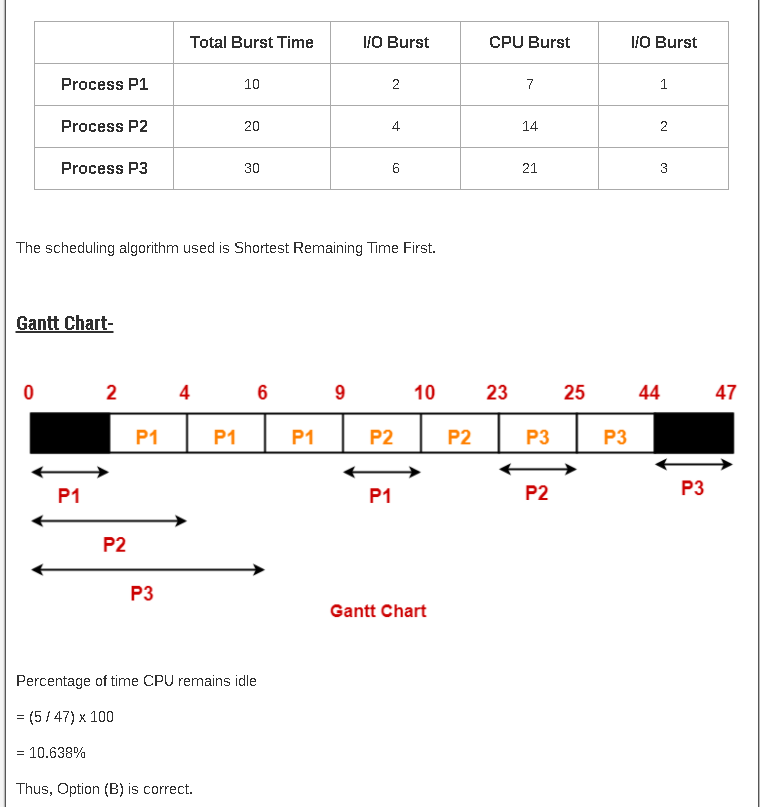 Total Burst Time I/O Burst CPU Burst I/O Burst
Process P1 10 2 7 1
Process P2 20 4 14 2
Process P3 30 6 21 3
The scheduling algorithm used is Shortest Remaining Time First.
Gantt Chart-
0 2 4 6 9 10 23 25 44 47
P1 P1 P1 P2 P2 P3 P3
P1 P1 P2 P3
P2
P3
Gantt Chart
Percentage of time CPU remains idle
= (5 / 47) x 100
= 10.638%
Thus, Option (B) is correct.